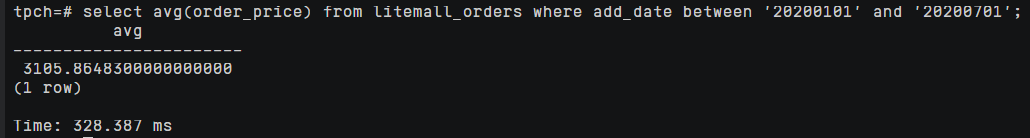 tpch=# select avg(order_price) from litemall_orders where add_date between '20200101' and '20200701';
avg
-----------------------
3105.8648300000000000
(1 row)
Time: 328.387 ms